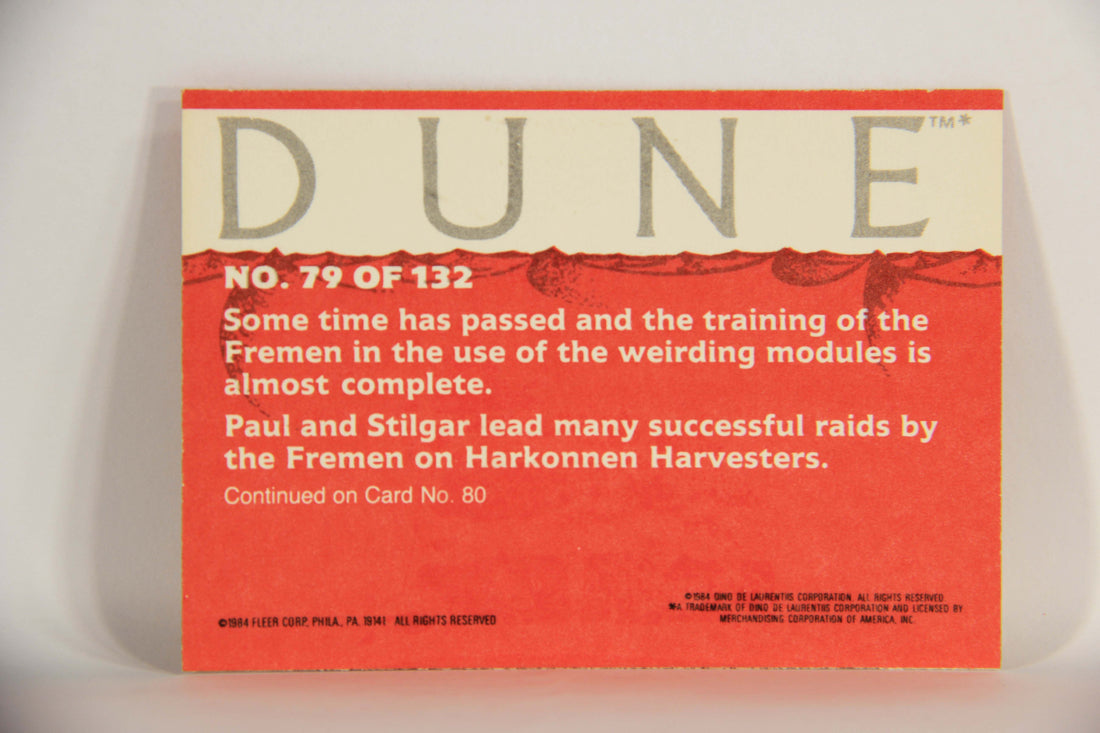 DUNE™*
NO. 79 OF 132
Some time has passed and the training of the
Fremen in the use of the weirding modules is
almost complete.
Paul and Stilgar lead many successful raids by
the Fremen on Harkonnen Harvesters.
Continued on Card No. 80
©1984 FLEER CORP. PHILA., PA. 19141 ALL RIGHTS RESERVED
©1984 DINO DE LAURENTIIS CORPORATION. ALL RIGHTS RESERVED.
*A TRADEMARK OF DINO DE LAURENTIIS CORPORATION AND LICENSED BY
MERCHANDISING CORPORATION OF AMERICA, INC.